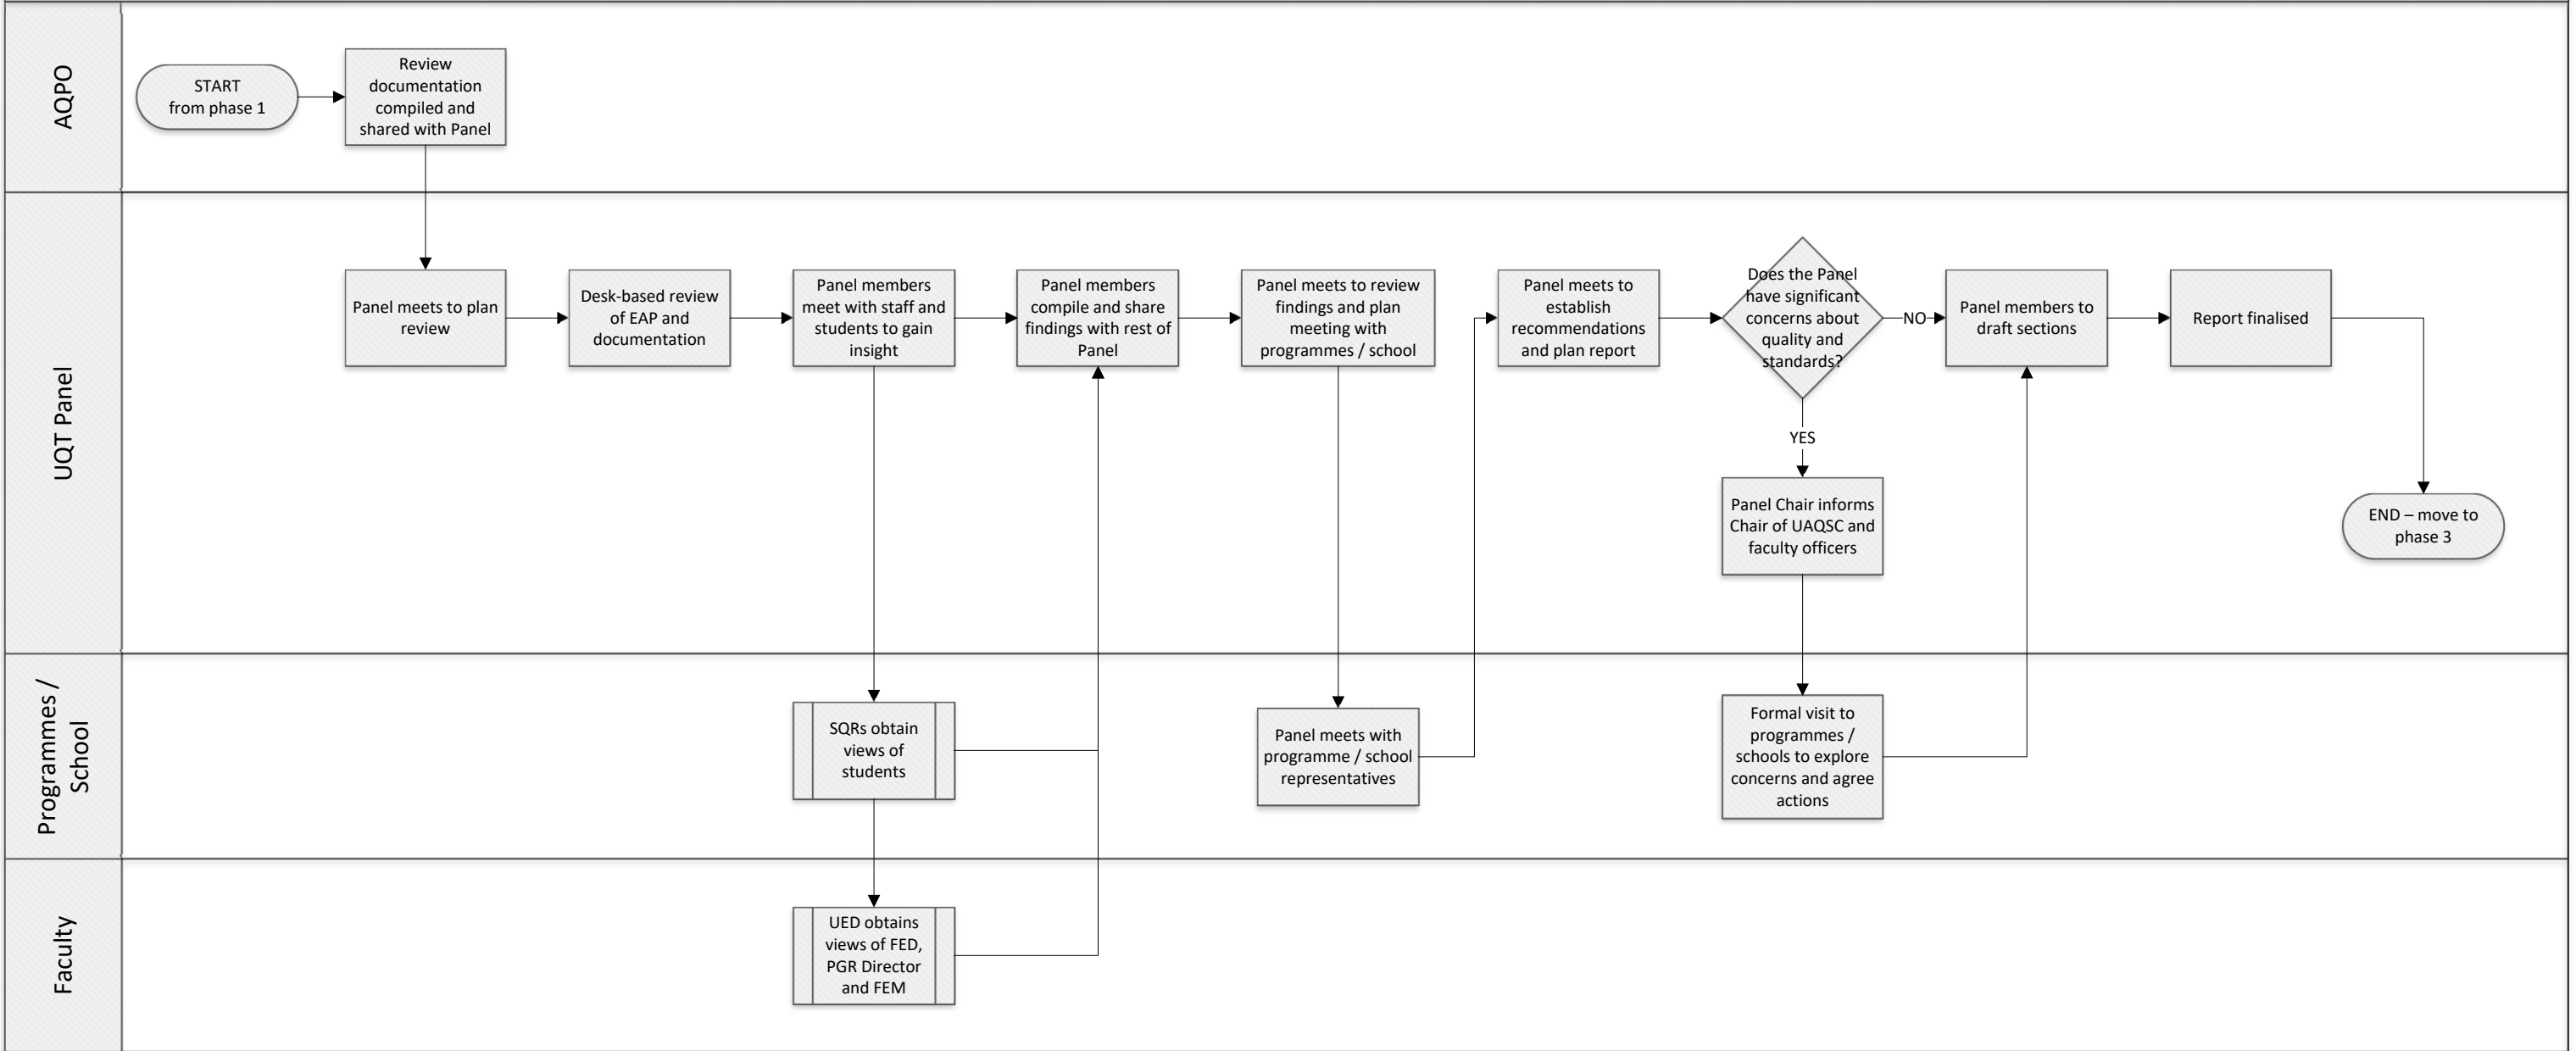 AQPO
START
from phase 1
Review
documentation
compiled and
shared with Panel
UQT Panel
Panel meets to plan
review
Desk-based review
of EAP and
documentation
Panel members
meet with staff and
students to gain
insight
Panel members
compile and share
findings with rest of
Panel
Panel meets to review
findings and plan
meeting with
programmes / school
Panel meets to
establish
recommendations
and plan report
Does the Panel
have significant
concerns about
quality and
standards?
NO
Panel members to
draft sections
Report finalised
YES
Panel Chair informs
Chair of UAQSC and
faculty officers
END – move to
phase 3
Programmes /
School
SQRs obtain
views of
students
Panel meets with
programme / school
representatives
Formal visit to
programmes /
schools to explore
concerns and agree
actions
Faculty
UED obtains
views of FED,
PGR Director
and FEM